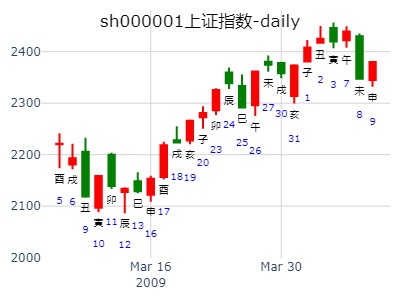 sh000001上证指数-daily
2400
2300
2200
2100
2000
酉 戌 丑 寅 卯 辰 巳 申 酉 戌 亥 子 卯 辰 巳 午 未 戌 亥 子 丑 寅 午 未 申
5 6 9 10 11 12 13 16 17 18 19 20 23 24 25 26 27 30 31 1 2 3 7 8 9
Mar 16 Mar 30
2009